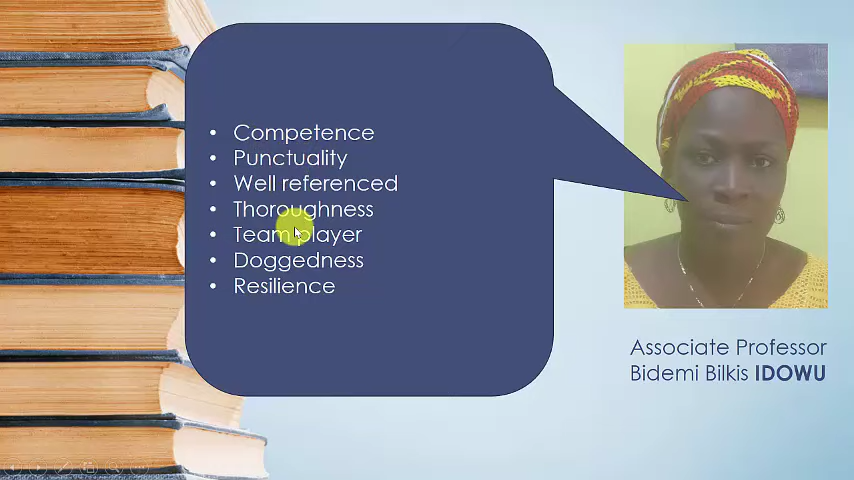 Competence
Punctuality
Well referenced
Thoroughness
Team player
Doggedness
Resilience
Associate Professor
Bidemi Bilkis IDOWU